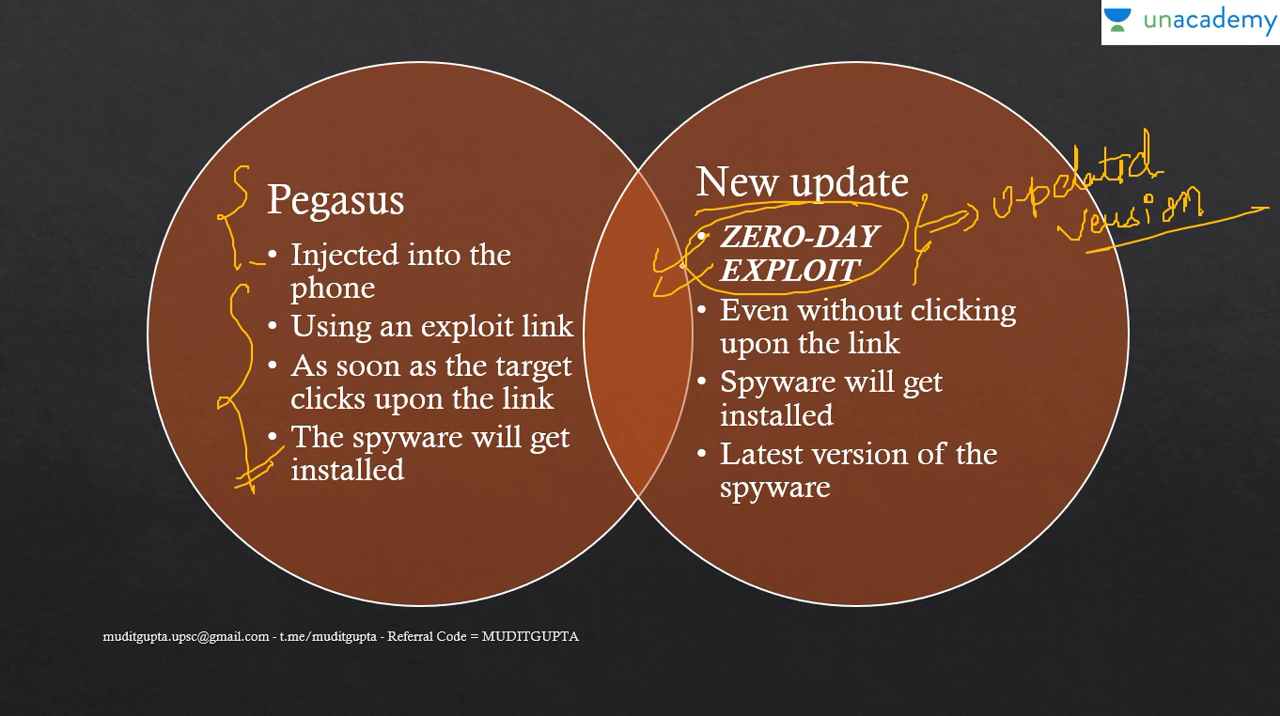 unacademy
Pegasus
• Injected into the
phone
• Using an exploit link
• As soon as the target
clicks upon the link
• The spyware will get
installed
New update
• ZERO-DAY
EXPLOIT
• Even without clicking
upon the link
• Spyware will get
installed
• Latest version of the
spyware
updated
version
muditgupta.upsc@gmail.com - t.me/muditgupta - Referral Code = MUDITGUPTA